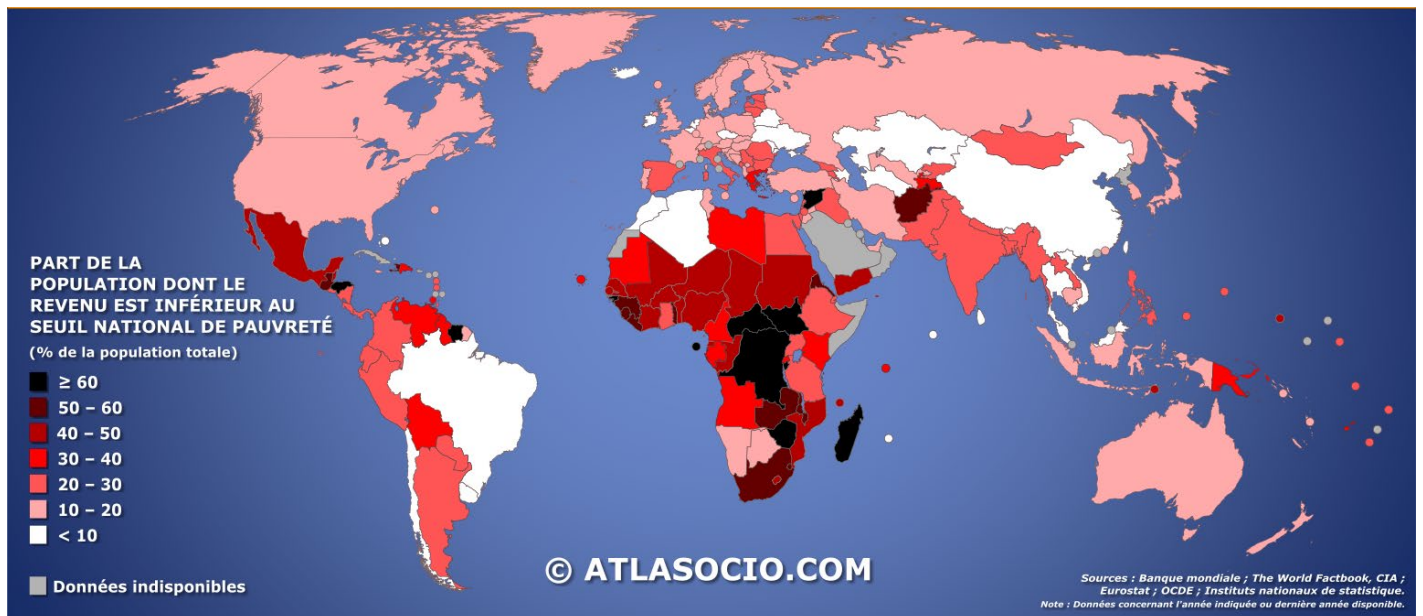 PART DE LA
POPULATION DONT LE
REVENU EST INFÉRIEUR AU
SEUIL NATIONAL DE PAUVRETÉ
(% de la population totale)
≥ 60
50 – 60
40 – 50
30 – 40
20 – 30
10 – 20
< 10
Données indisponibles
© ATLASOCIO.COM
Sources : Banque mondiale ; The World Factbook, CIA ;
Eurostat ; OCDE ; Instituts nationaux de statistique.
Note : Données concernant l'année indiquée ou dernière année disponible.